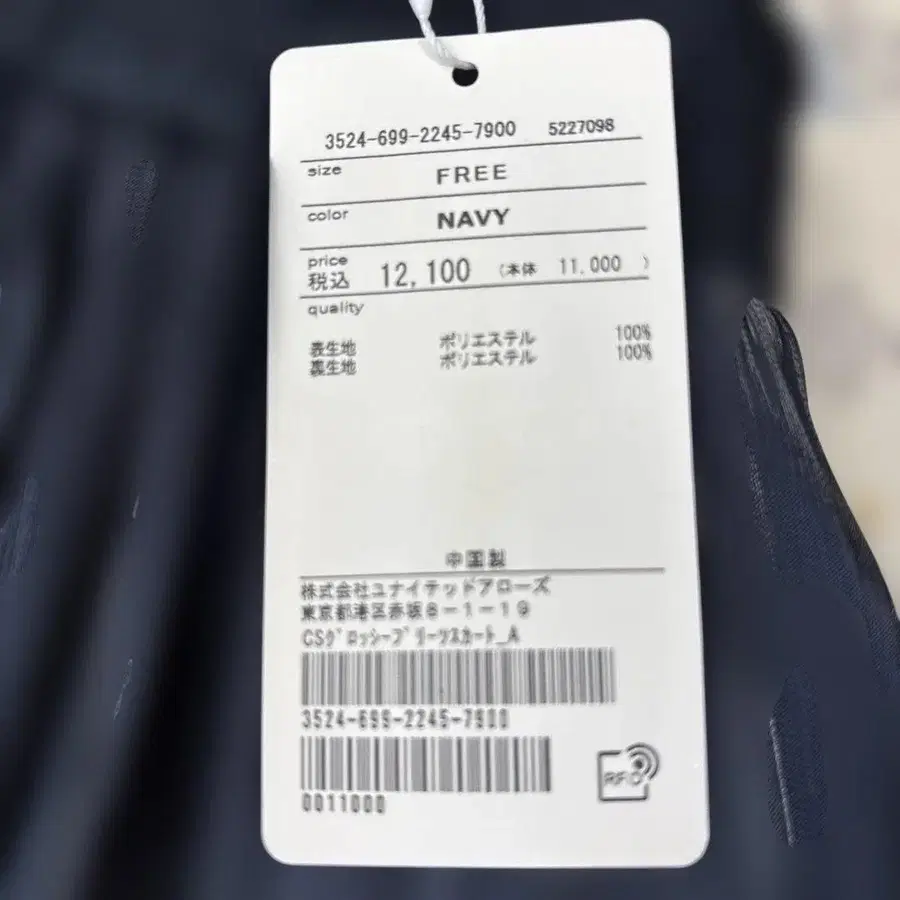 3524-699-2245-7900 5227098
size FREE
color NAVY
price
税込 12,100 (本体 11,000 )
quality
表生地 ポリエステル 100%
裏生地 ポリエステル 100%
中国製
株式会社ユナイテッドアローズ
東京都港区赤坂8-1-19
CSグロッシープリーツスカート_A
3524-699-2245-7900
0011000
RFID